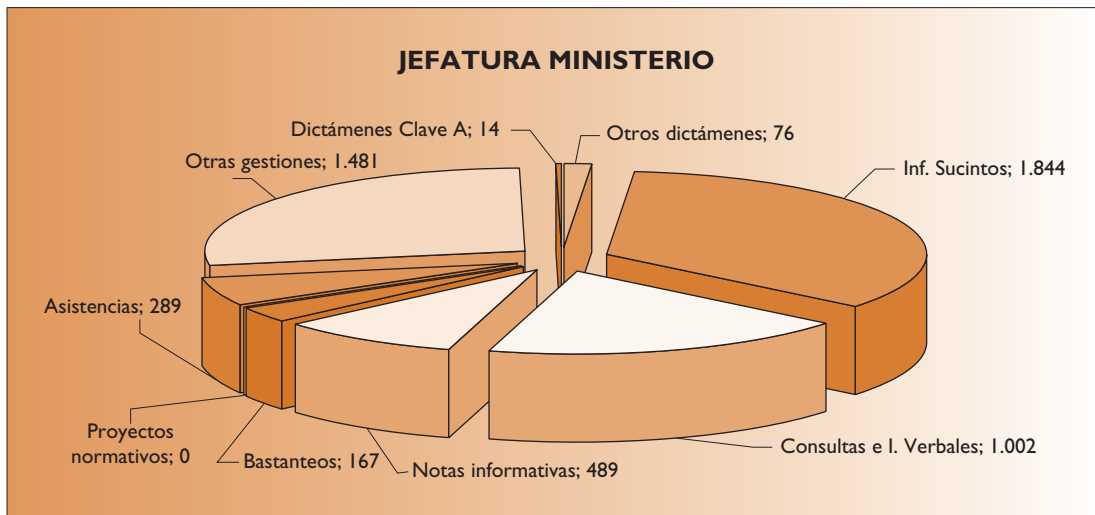 JEFATURA MINISTERIO
Dictámenes Clave A; 14
Otros dictámenes; 76
Otras gestiones; 1.481
Inf. Sucintos; 1.844
Asistencias; 289
Proyectos
normativos; 0
Bastanteos; 167
Notas informativas; 489
Consultas e I. Verbales; 1.002